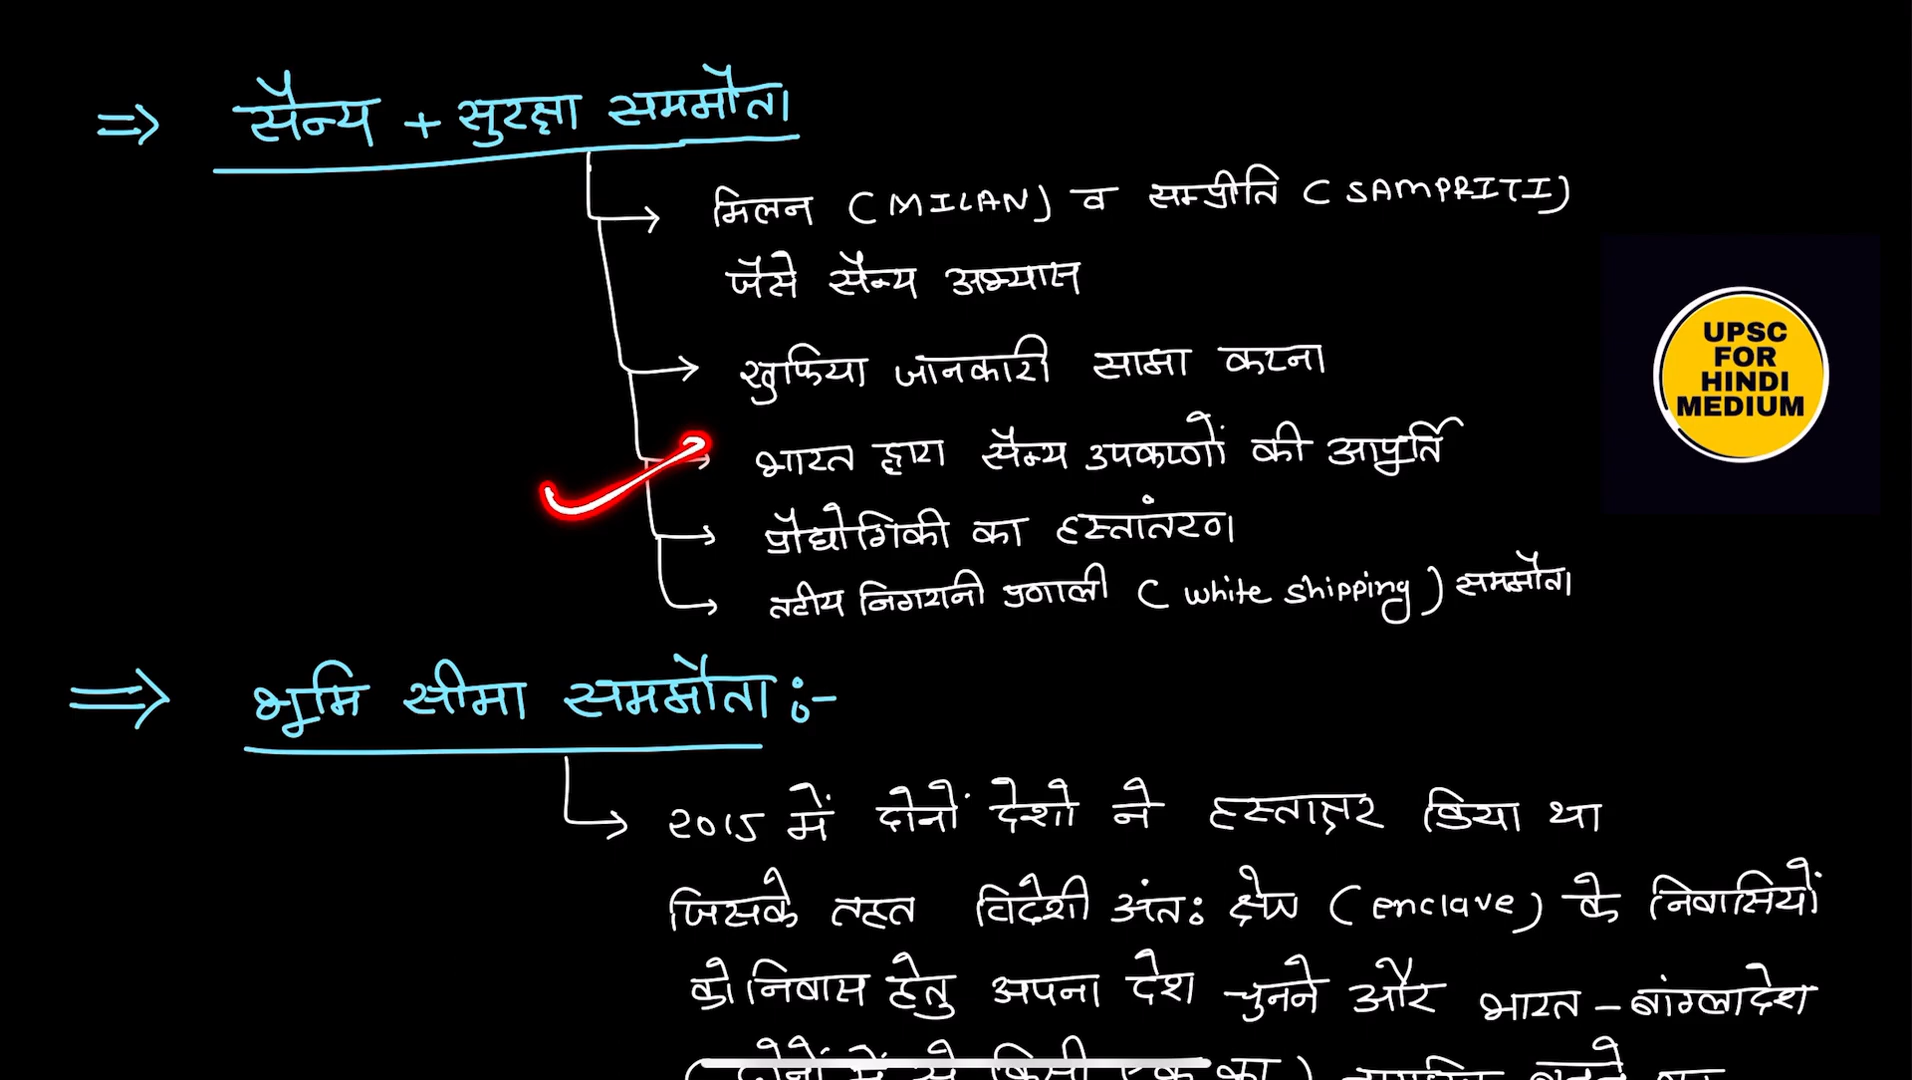 => सैन्य + सुरक्षा समझौता
मिलन (MILAN) व सम्प्रीति (SAMPRITI)
जैसे सैन्य अभ्यास
खुफिया जानकारी साझा करना
भारत द्वारा सैन्य उपकरणों की आपूर्ति
प्रौद्योगिकी का हस्तांतरण
तटीय निगरानी प्रणाली (white shipping) समझौता
UPSC
FOR
HINDI
MEDIUM
=> भूमि सीमा समझौता :-
2015 में दोनों देशो ने हस्ताक्षर किया था
जिसके तहत विदेशी अंतः क्षेत्र (enclave) के निवासियों
को निवास हेतु अपना देश चुनने और भारत – बांग्लादेश
(दोनों में से किसी एक का)